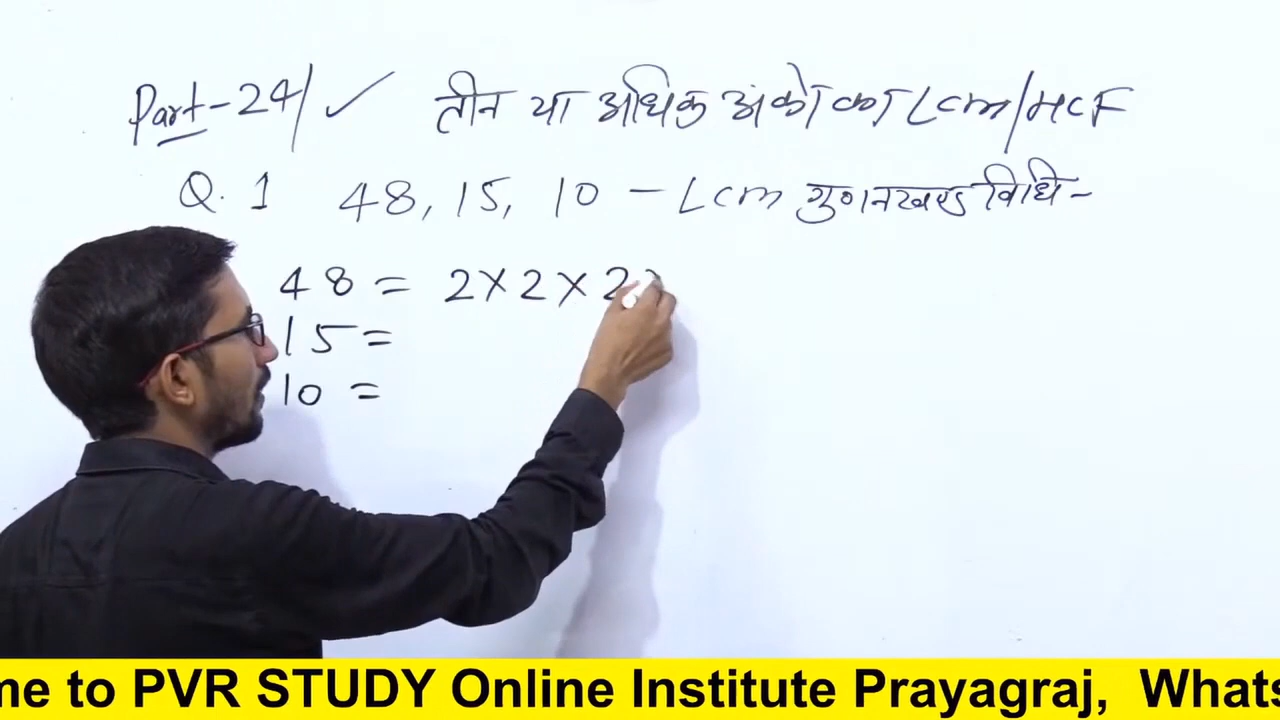 Part-24/ ✓ तीन या अधिक अंको का Lcm/HCF
Q. 1 48, 15, 10 - Lcm गुणनखण्ड विधि -
48 = 2×2×2×
15 =
10 =
me to PVR STUDY Online Institute Prayagraj, Whats